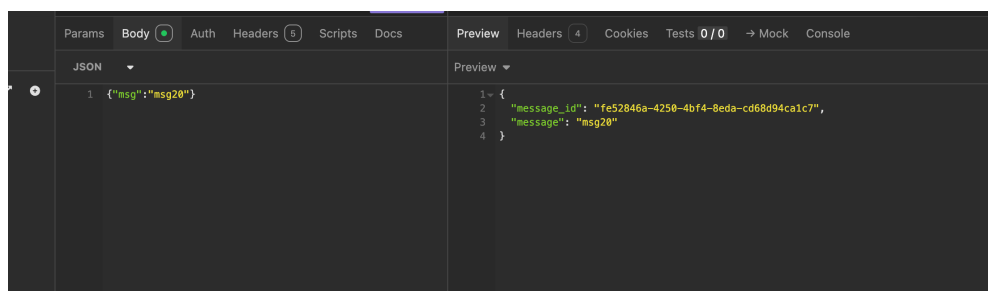 Params Body Auth Headers 5 Scripts Docs
JSON
1 {"msg":"msg20"}
Preview Headers 4 Cookies Tests 0 / 0 → Mock Console
Preview
1 {
2 "message_id": "fe52846a-4250-4bf4-8eda-cd68d94ca1c7",
3 "message": "msg20"
4 }